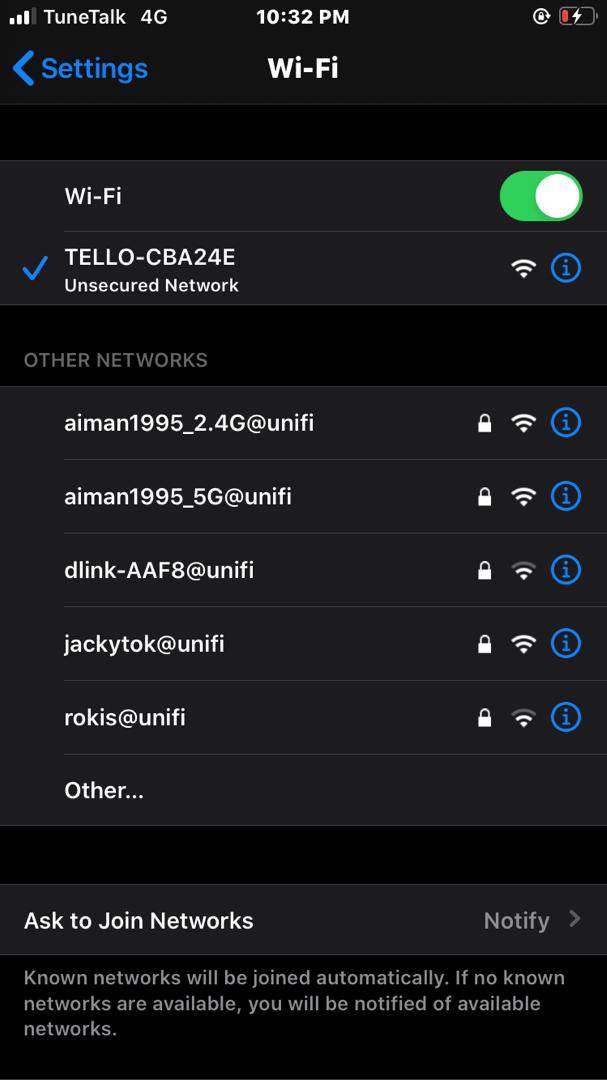 TuneTalk 4G 10:32 PM
Settings Wi-Fi
Wi-Fi
TELLO-CBA24E
Unsecured Network
OTHER NETWORKS
aiman1995_2.4G@unifi
aiman1995_5G@unifi
dlink-AAF8@unifi
jackytok@unifi
rokis@unifi
Other...
Ask to Join Networks Notify
Known networks will be joined automatically. If no known
networks are available, you will be notified of available
networks.